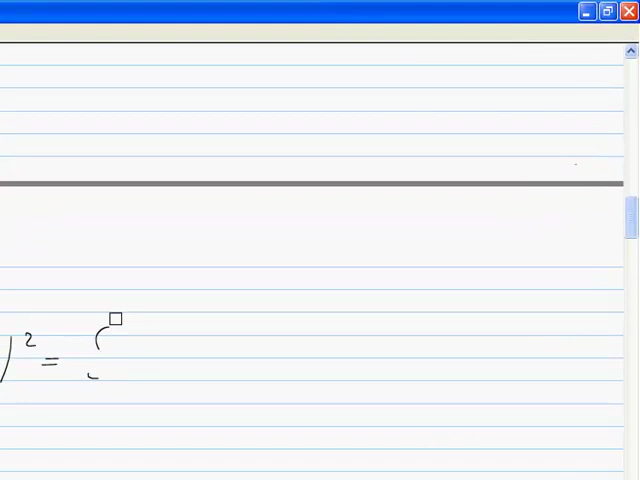 )² =